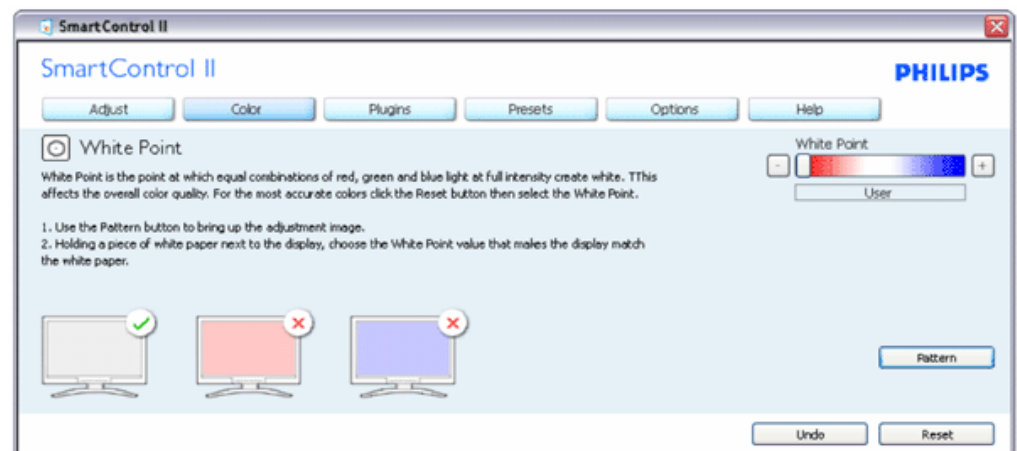 SmartControl II
SmartControl II
PHILIPS
Adjust Color Plugins Presets Options Help
White Point
White Point
White Point is the point at which equal combinations of red, green and blue light at full intensity create white. TThis
affects the overall color quality. For the most accurate colors click the Reset button then select the White Point.
- +
User
1. Use the Pattern button to bring up the adjustment image.
2. Holding a piece of white paper next to the display, choose the White Point value that makes the display match
the white paper.
Pattern
Undo Reset